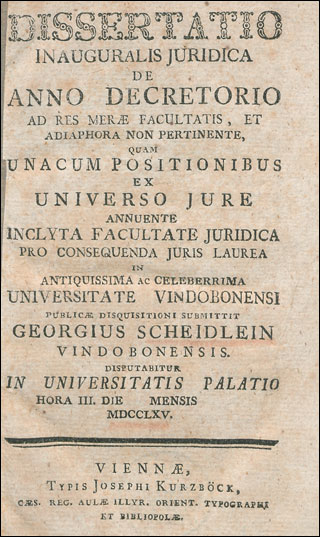 DISSERTATIO
INAUGURALIS JURIDICA
DE
ANNO DECRETORIO
AD RES MERÆ FACULTATIS, ET
ADIAPHORA NON PERTINENTE,
QUAM
UNACUM POSITIONIBUS
EX
UNIVERSO JURE
ANNUENTE
INCLYTA FACULTATE JURIDICA
PRO CONSEQUENDA JURIS LAUREA
IN
ANTIQUISSIMA AC CELEBERRIMA
UNIVERSITATE VINDOBONENSI
PUBLICÆ DISQUISITIONI SUBMITTIT
GEORGIUS SCHEIDLEIN
VINDOBONENSIS.
DISPUTABITUR
IN UNIVERSITATIS PALATIO
HORA III. DIE MENSIS
MDCCLXV.
VIENNÆ,
TYPIS JOSEPHI KURZBÖCK,
CÆS. REG. AULÆ ILLYR. ORIENT. TYPOGRAPHI
ET BIBLIOPOLÆ.